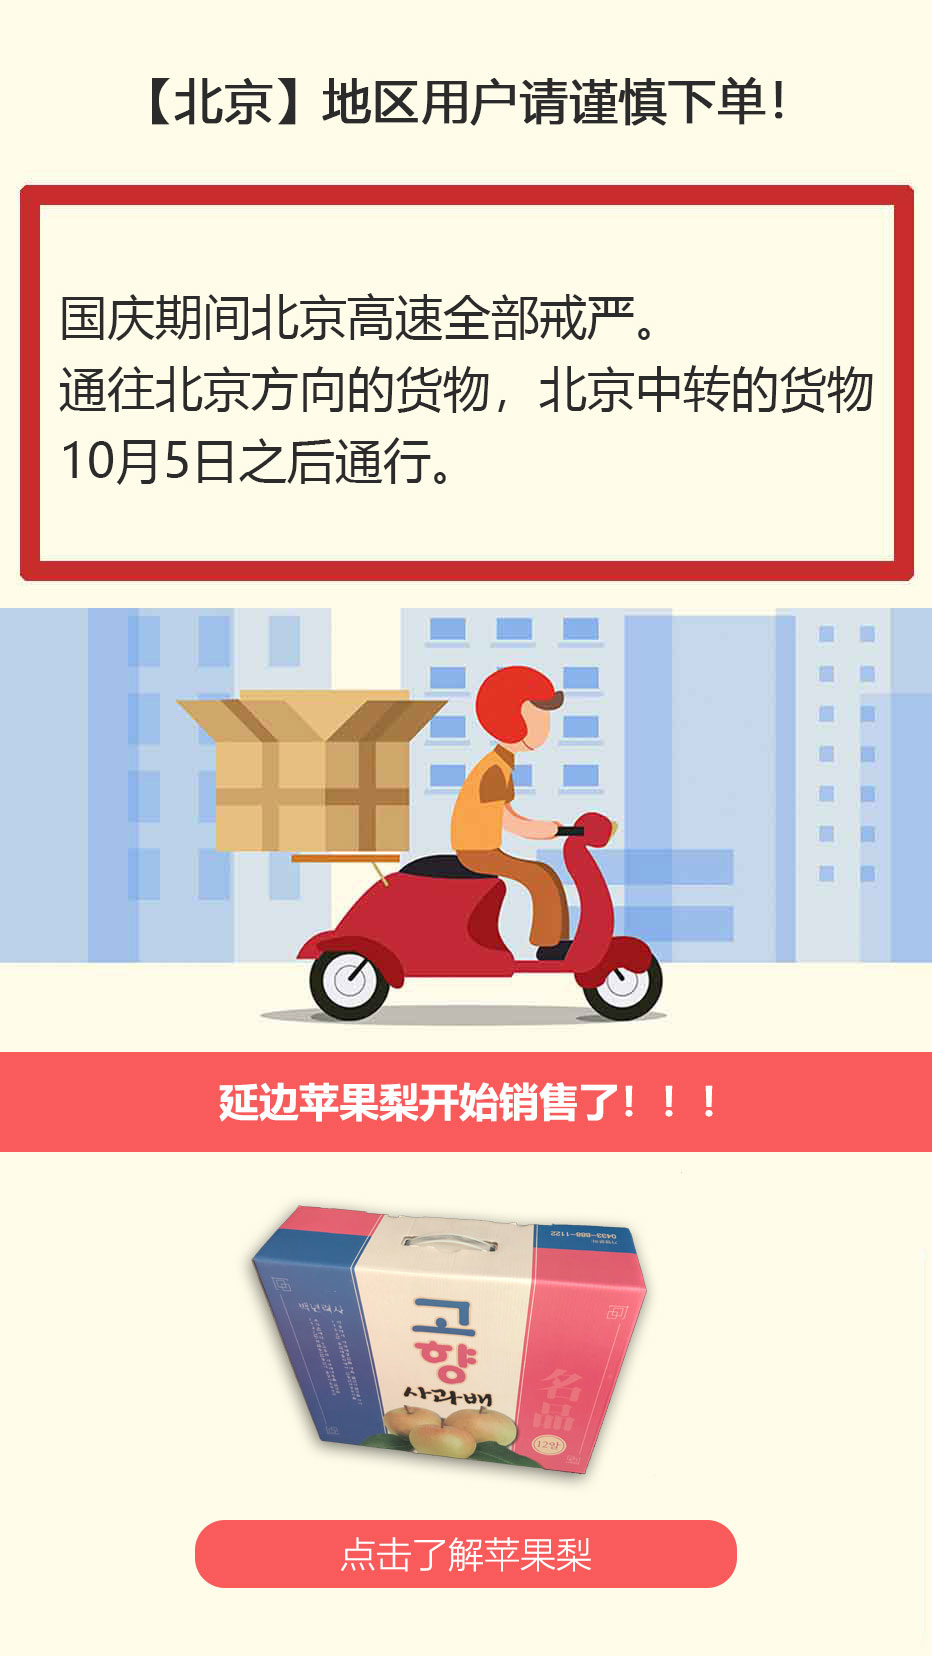 【北京】地区用户请谨慎下单！
国庆期间北京高速全部戒严。
通往北京方向的货物，北京中转的货物
10月5日之后通行。
延边苹果梨开始销售了！！！
0433-888-1122
고향
사과배
名品
12알
点击了解苹果梨